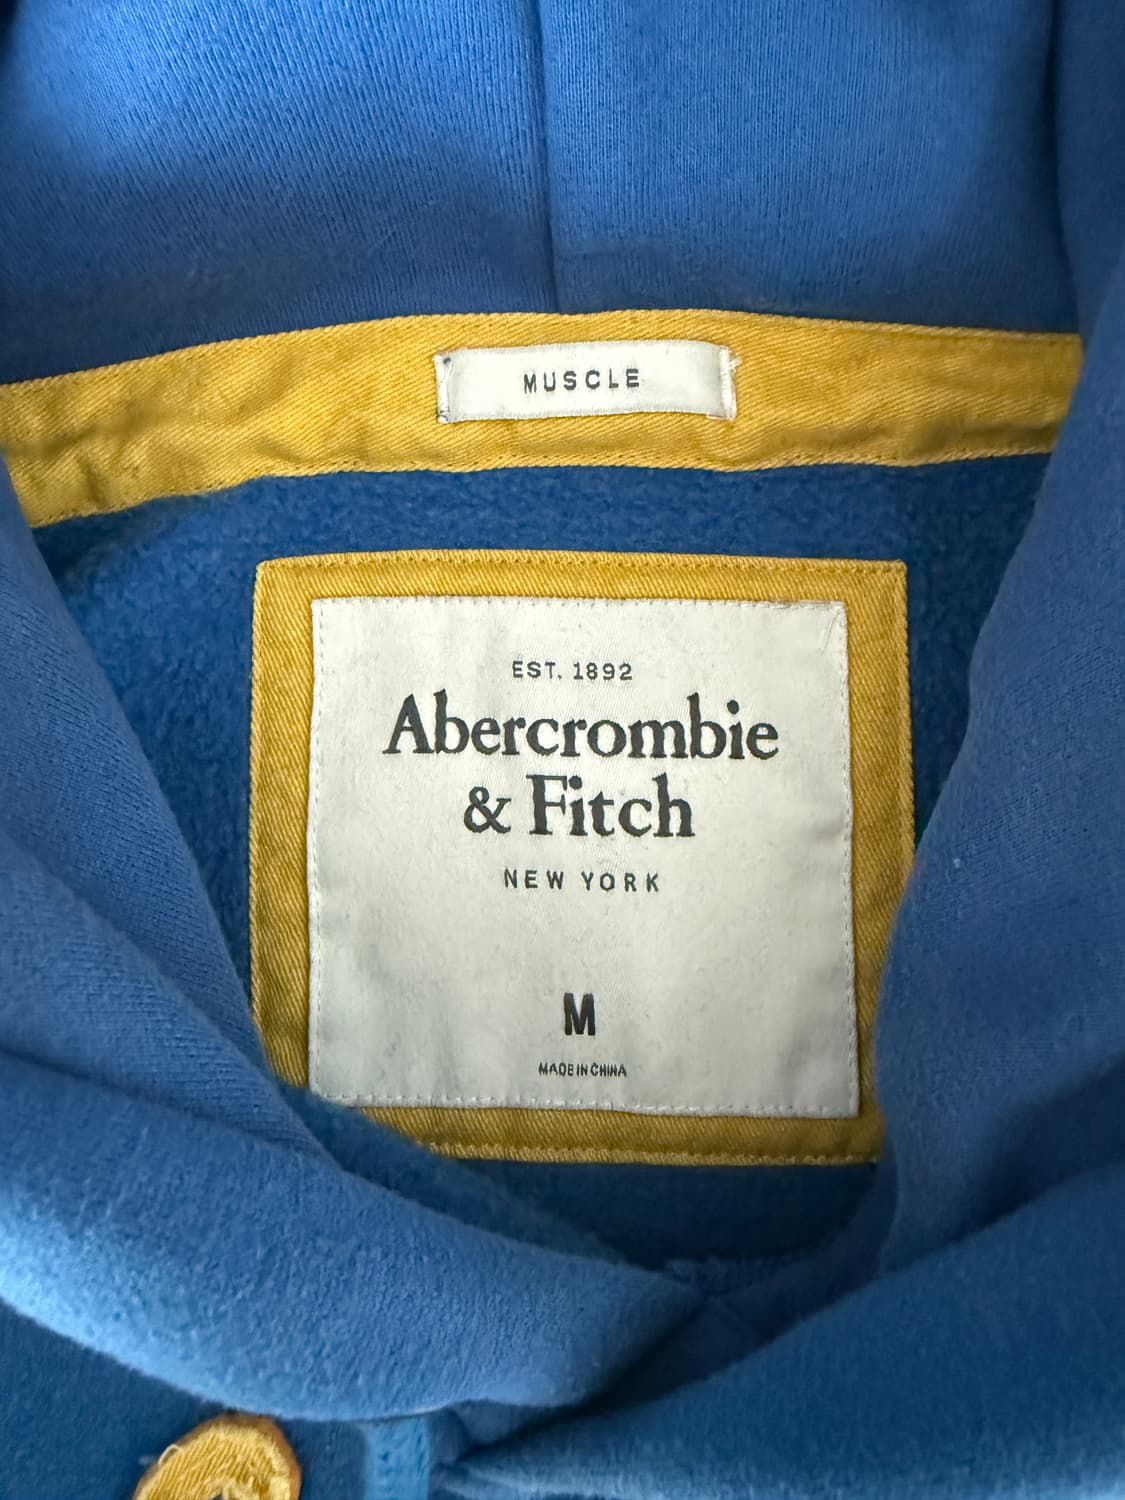 MUSCLE
EST. 1892
Abercrombie
& Fitch
NEW YORK
M
MADE IN CHINA